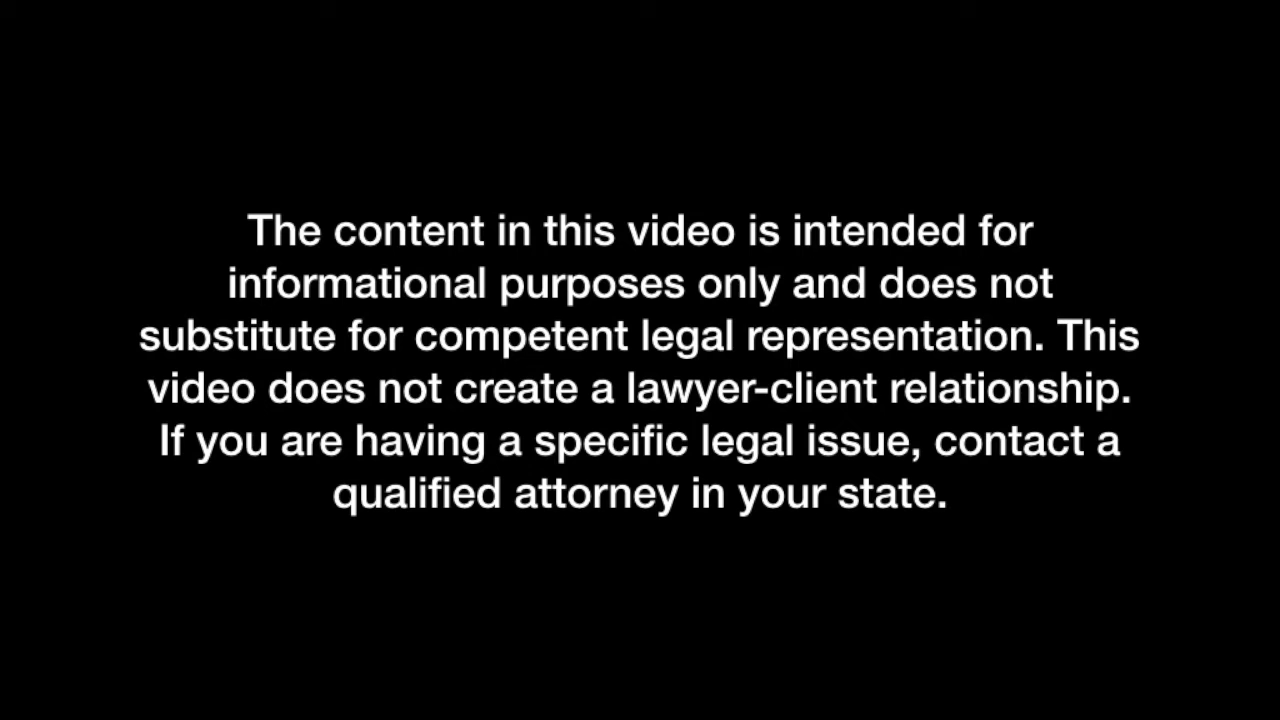 The content in this video is intended for
informational purposes only and does not
substitute for competent legal representation. This
video does not create a lawyer-client relationship.
If you are having a specific legal issue, contact a
qualified attorney in your state.